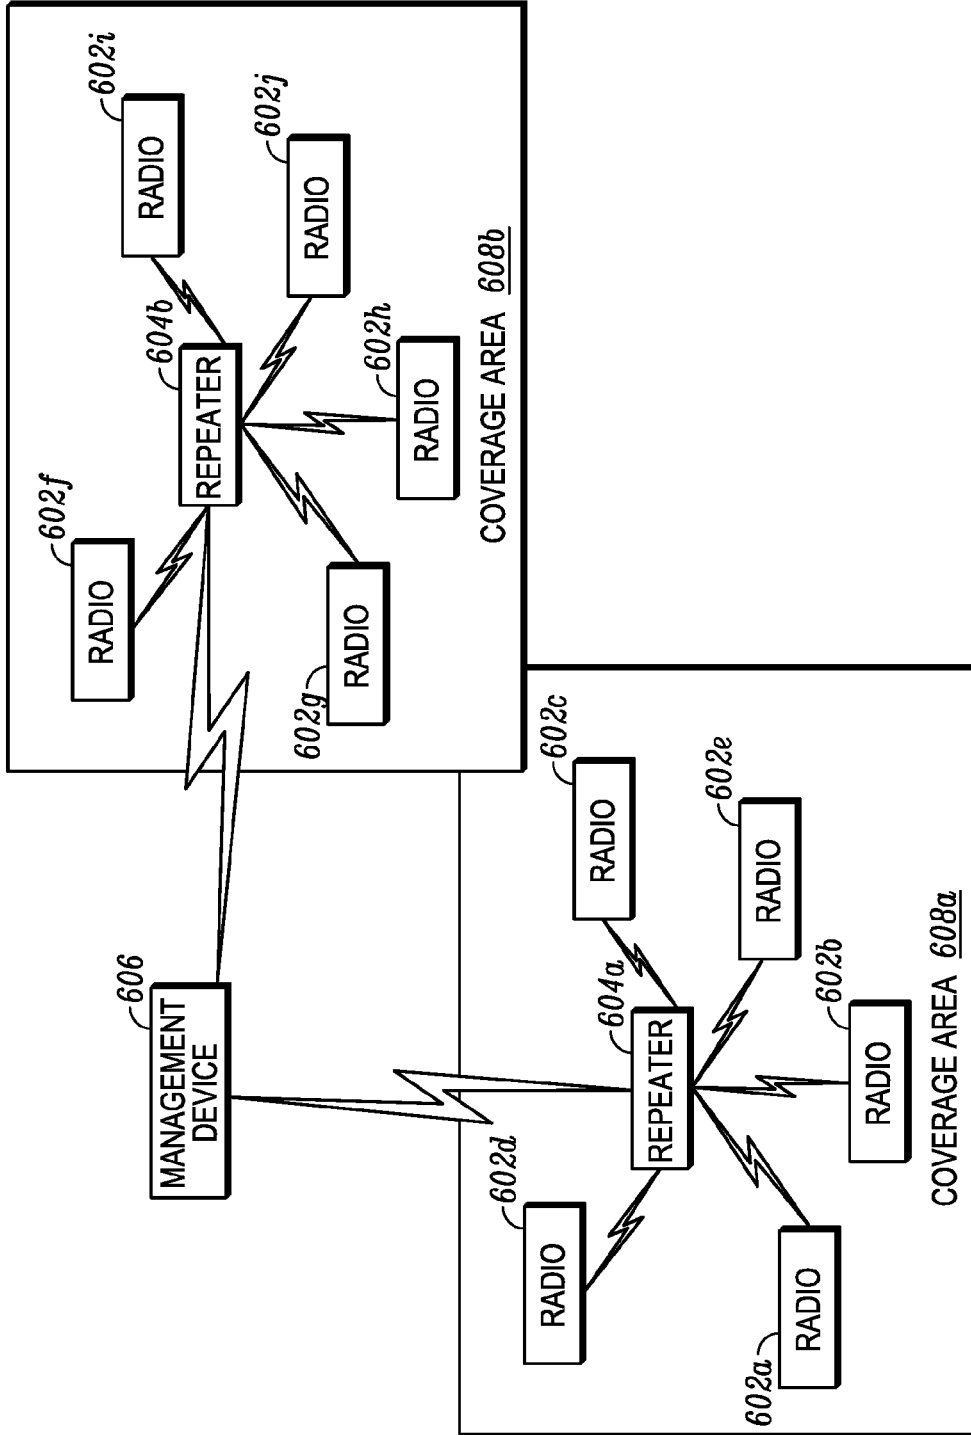 MANAGEMENT
DEVICE
606
RADIO
602d
RADIO
602a
REPEATER
604a
RADIO
602c
RADIO
602e
RADIO
602b
COVERAGE AREA 608a
RADIO
602f
RADIO
602g
REPEATER
604b
RADIO
602i
RADIO
602j
RADIO
602h
COVERAGE AREA 608b